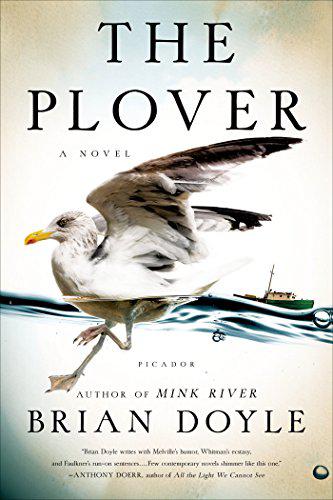 THE
PLOVER
A NOVEL
PICADOR
AUTHOR OF MINK RIVER
BRIAN DOYLE
"Brian Doyle writes with Melville's humor, Whitman's ecstasy,
and Faulkner's run-on sentences....Few contemporary novels shimmer like this one."
—ANTHONY DOERR, author of All the Light We Cannot See